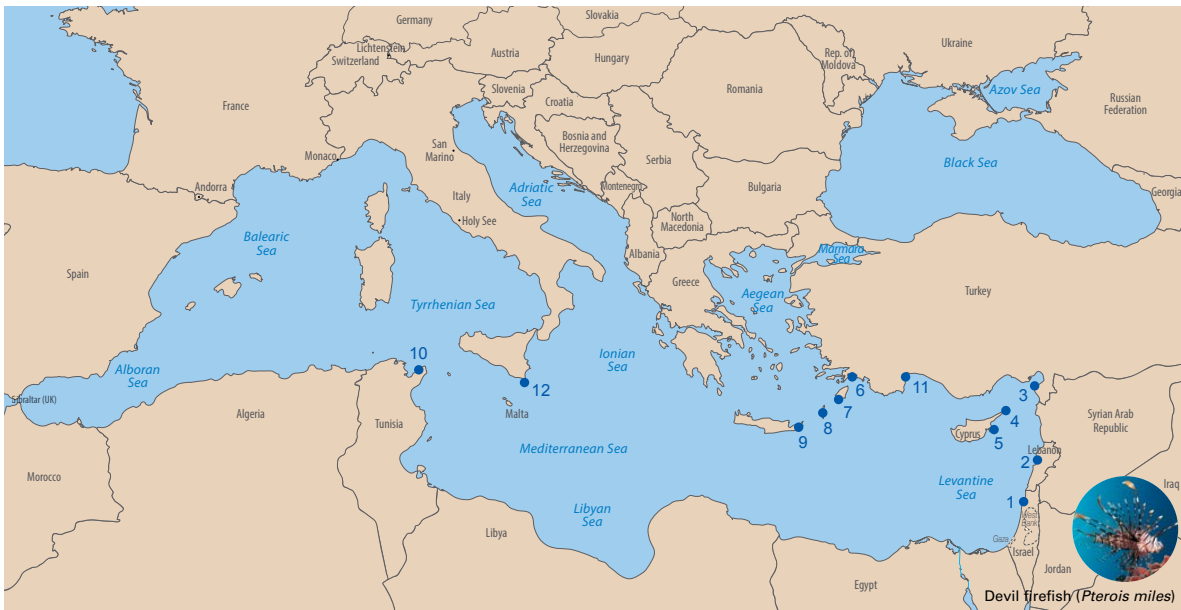 Germany
Slovakia
Ukraine
Lichtenstein
Switzerland
Austria
Hungary
Rep. of
Moldova
Azov Sea
Slovenia
Romania
Russian
Federation
France
Croatia
San
Marino
Bosnia and
Herzegovina
Serbia
Monaco
Black Sea
Andorra
Italy
Adriatic
Sea
Montenegro
Bulgaria
Georgia
Holy See
North
Macedonia
Balearic
Sea
Albania
Marmara
Sea
Spain
Greece
Turkey
Aegean
Sea
Tyrrhenian Sea
10
Ionian
Sea
Alboran
Sea
12
6
11
3
Gibraltar (UK)
Algeria
Malta
7
4
Syrian Arab
Republic
Tunisia
8
5
Cyprus
9
Mediterranean Sea
Lebanon
2
Morocco
Levantine
Sea
Iraq
1
Libyan
Sea
West
Bank
Libya
Gaza
Israel
Egypt
Jordan
Devil firefish (Pterois miles)